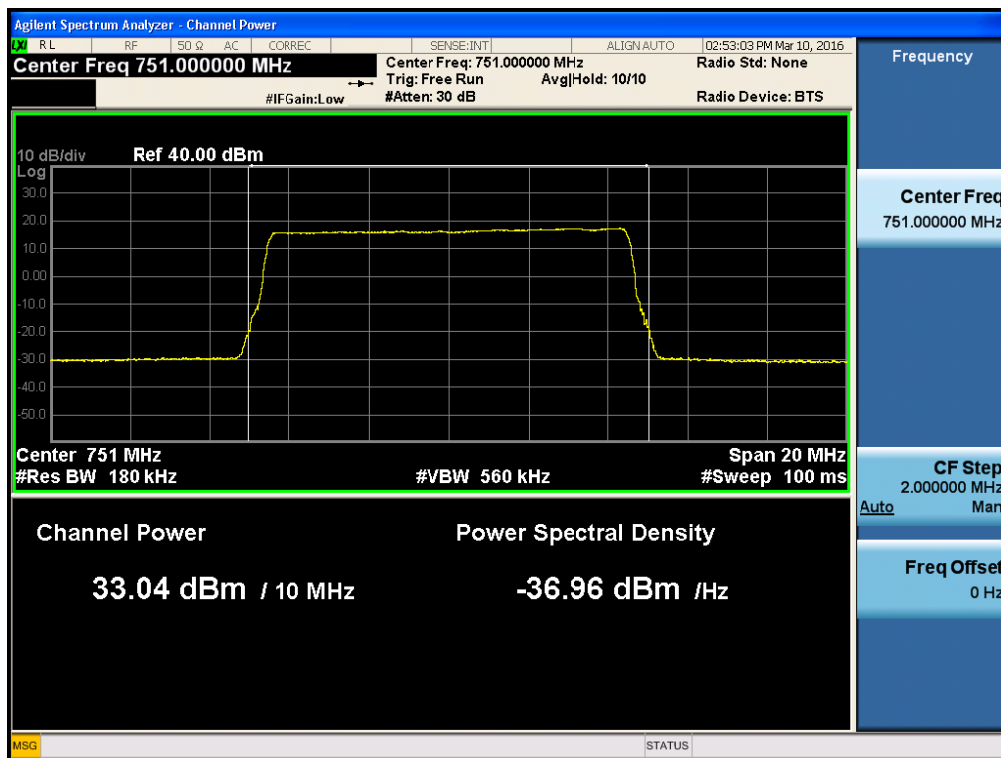 Agilent Spectrum Analyzer - Channel Power
LXI RL RF 50 Ω AC CORREC SENSE:INT ALIGN AUTO 02:53:03 PM Mar 10, 2016
Center Freq 751.000000 MHz
#IFGain:Low
Center Freq: 751.000000 MHz
Trig: Free Run Avg|Hold: 10/10
#Atten: 30 dB
Radio Std: None
Radio Device: BTS
10 dB/div Ref 40.00 dBm
Log
30.0
20.0
10.0
0.00
-10.0
-20.0
-30.0
-40.0
-50.0
Center 751 MHz Span 20 MHz
#Res BW 180 kHz #VBW 560 kHz #Sweep 100 ms
Channel Power Power Spectral Density
33.04 dBm / 10 MHz -36.96 dBm /Hz
Frequency
Center Freq
751.000000 MHz
CF Step
2.000000 MHz
Auto Man
Freq Offset
0 Hz
MSG STATUS